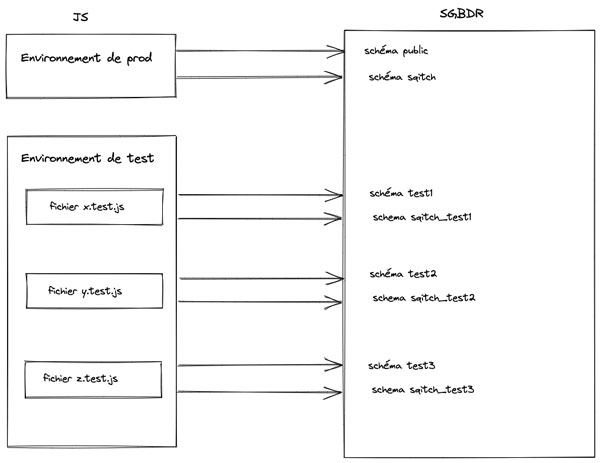 JS
SGBDR
Environnement de prod
schéma public
schéma sqitch
Environnement de test
fichier x.test.js
schéma test1
schema sqitch_test1
fichier y.test.js
schéma test2
schema sqitch_test2
fichier z.test.js
schéma test3
schema sqitch_test3